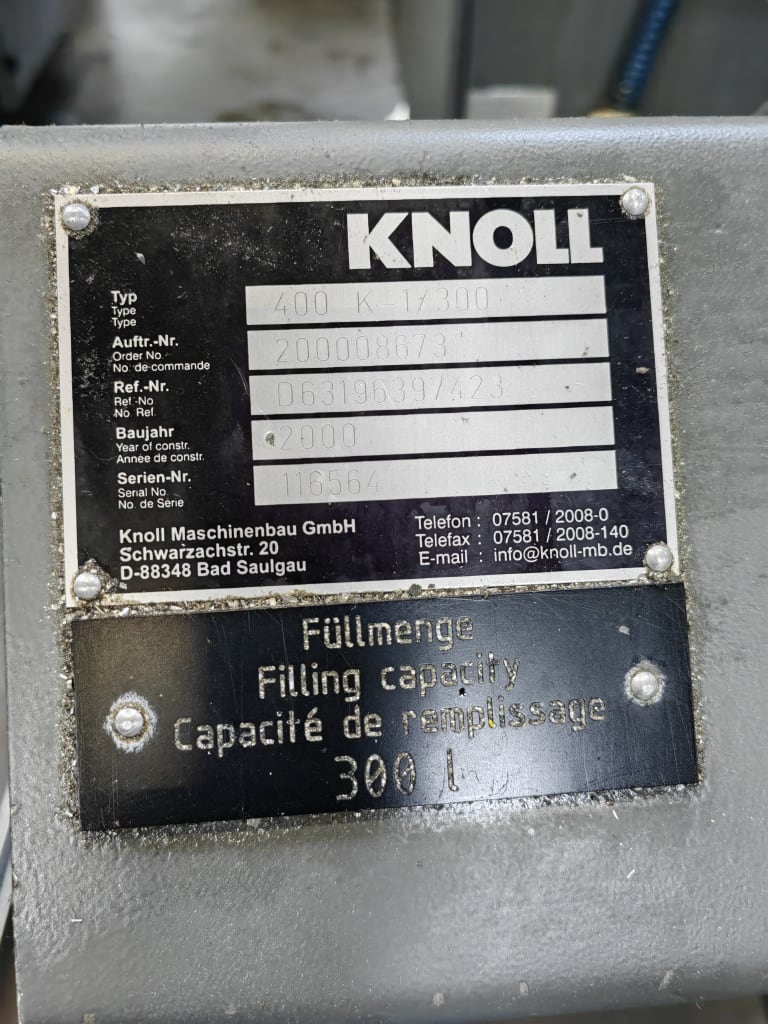 KNOLL
Typ
Type
Type
400 K-1/300
Auftr.-Nr.
Order No.
No. de commande
200008673
Ref.-Nr.
Ref.-No
No. Ref.
D63196397423
Baujahr
Year of constr.
Annee de constr.
2000
Serien-Nr.
Serial No.
No. de Serie
116564
Knoll Maschinenbau GmbH
Schwarzachstr. 20
D-88348 Bad Saulgau
Telefon : 07581 / 2008-0
Telefax : 07581 / 2008-140
E-mail : info@knoll-mb.de
Füllmenge
Filling capacity
Capacité de remplissage
300 l